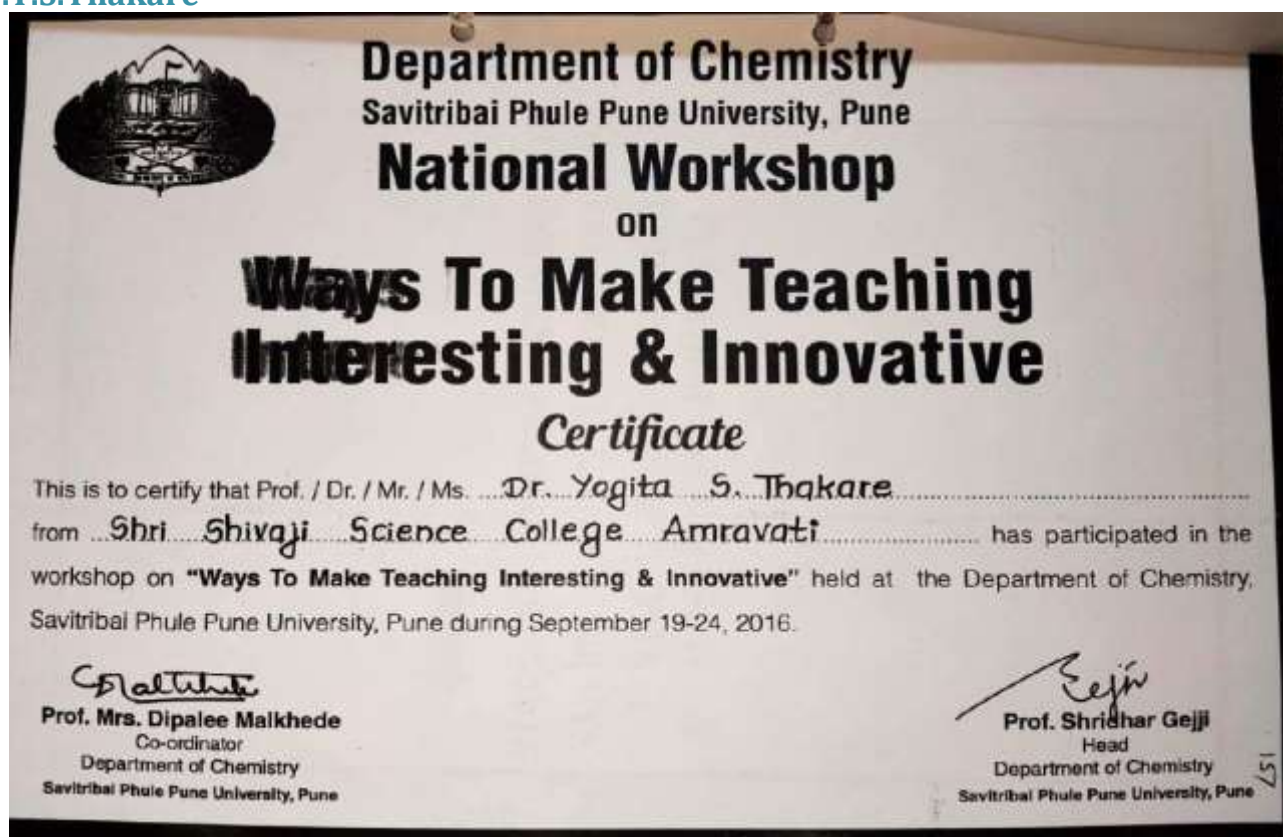 .Y.S.Thakare
Department of Chemistry
Savitribai Phule Pune University, Pune
National Workshop
on
Ways To Make Teaching
Interesting & Innovative
Certificate
This is to certify that Prof. / Dr. / Mr. / Ms. Dr. Yogita S. Thakare
from Shri Shivaji Science College Amravati has participated in the
workshop on "Ways To Make Teaching Interesting & Innovative" held at the Department of Chemistry,
Savitribai Phule Pune University, Pune during September 19-24, 2016.
Prof. Mrs. Dipalee Malkhede
Co-ordinator
Department of Chemistry
Savitribai Phule Pune University, Pune
Gejji
Prof. Shridhar Gejji
Head
Department of Chemistry
Savitribai Phule Pune University, Pune
157